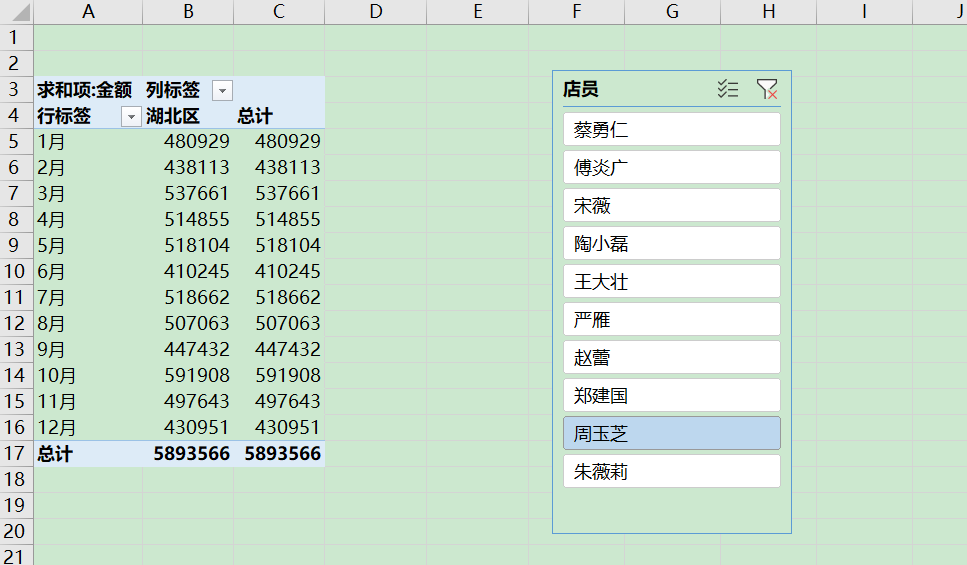 A B C D E F G H I J
1
2
3 求和项:金额 列标签
4 行标签 湖北区 总计
5 1月 480929 480929
6 2月 438113 438113
7 3月 537661 537661
8 4月 514855 514855
9 5月 518104 518104
10 6月 410245 410245
11 7月 518662 518662
12 8月 507063 507063
13 9月 447432 447432
14 10月 591908 591908
15 11月 497643 497643
16 12月 430951 430951
17 总计 5893566 5893566
18
19
20
21
店员
蔡勇仁
傅炎广
宋薇
陶小磊
王大壮
严雁
赵蕾
郑建国
周玉芝
朱薇莉